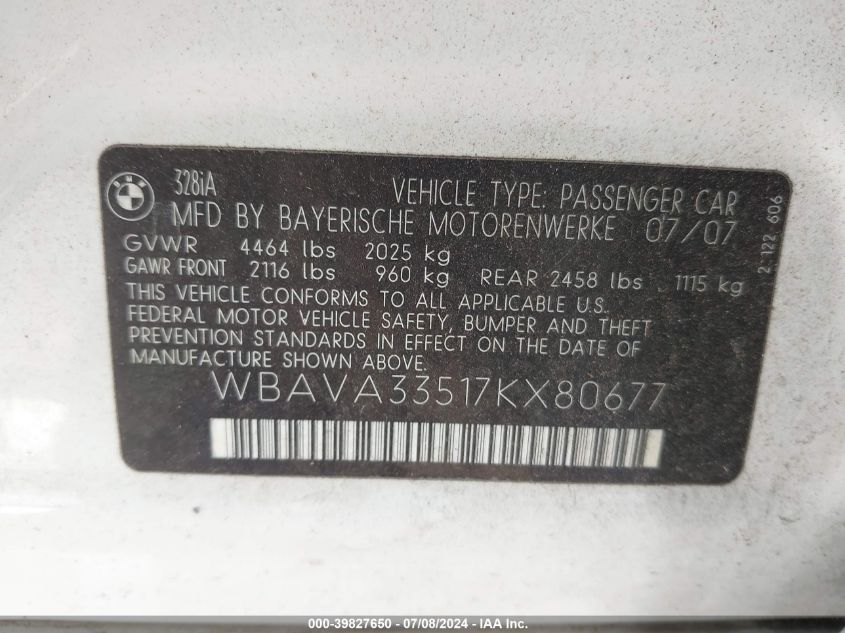 BMW
328iA
VEHICLE TYPE: PASSENGER CAR
MFD BY BAYERISCHE MOTORENWERKE 07/07
GVWR 4464 lbs 2025 kg
GAWR FRONT 2116 lbs 960 kg REAR 2458 lbs 1115 kg
THIS VEHICLE CONFORMS TO ALL APPLICABLE U.S.
FEDERAL MOTOR VEHICLE SAFETY, BUMPER AND THEFT
PREVENTION STANDARDS IN EFFECT ON THE DATE OF
MANUFACTURE SHOWN ABOVE.
WBAVA33517KX80677
2 122 606
000-39827650 / 07/08/2024 - IAA Inc.